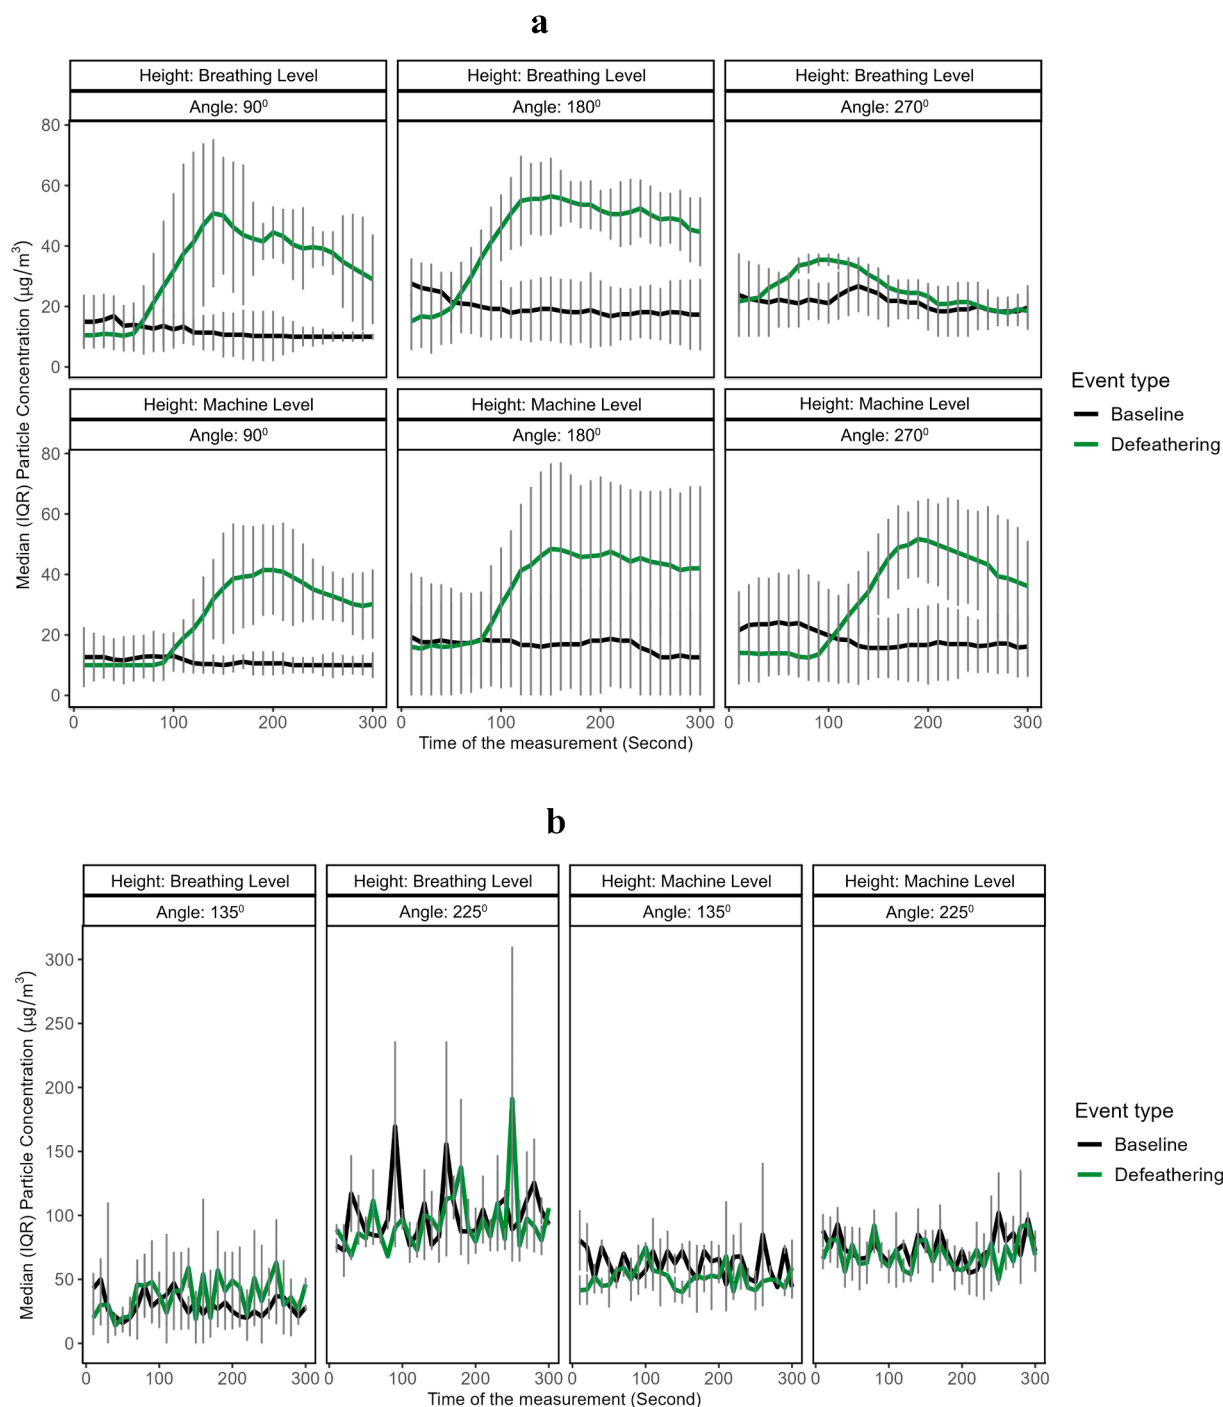 a
Height: Breathing Level
Height: Breathing Level
Height: Breathing Level
Angle: 90⁰
Angle: 180⁰
Angle: 270⁰
80
60
40
20
0
Height: Machine Level
Height: Machine Level
Height: Machine Level
Angle: 90⁰
Angle: 180⁰
Angle: 270⁰
80
60
40
20
0
0 100 200 300
0 100 200 300
0 100 200 300
Median (IQR) Particle Concentration (µg/m³)
Time of the measurement (Second)
Event type
Baseline
Defeathering
b
Height: Breathing Level
Height: Breathing Level
Height: Machine Level
Height: Machine Level
Angle: 135⁰
Angle: 225⁰
Angle: 135⁰
Angle: 225⁰
300
250
200
150
100
50
0
0 100 200 300
0 100 200 300
0 100 200 300
0 100 200 300
Median (IQR) Particle Concentration (µg/m³)
Time of the measurement (Second)
Event type
Baseline
Defeathering